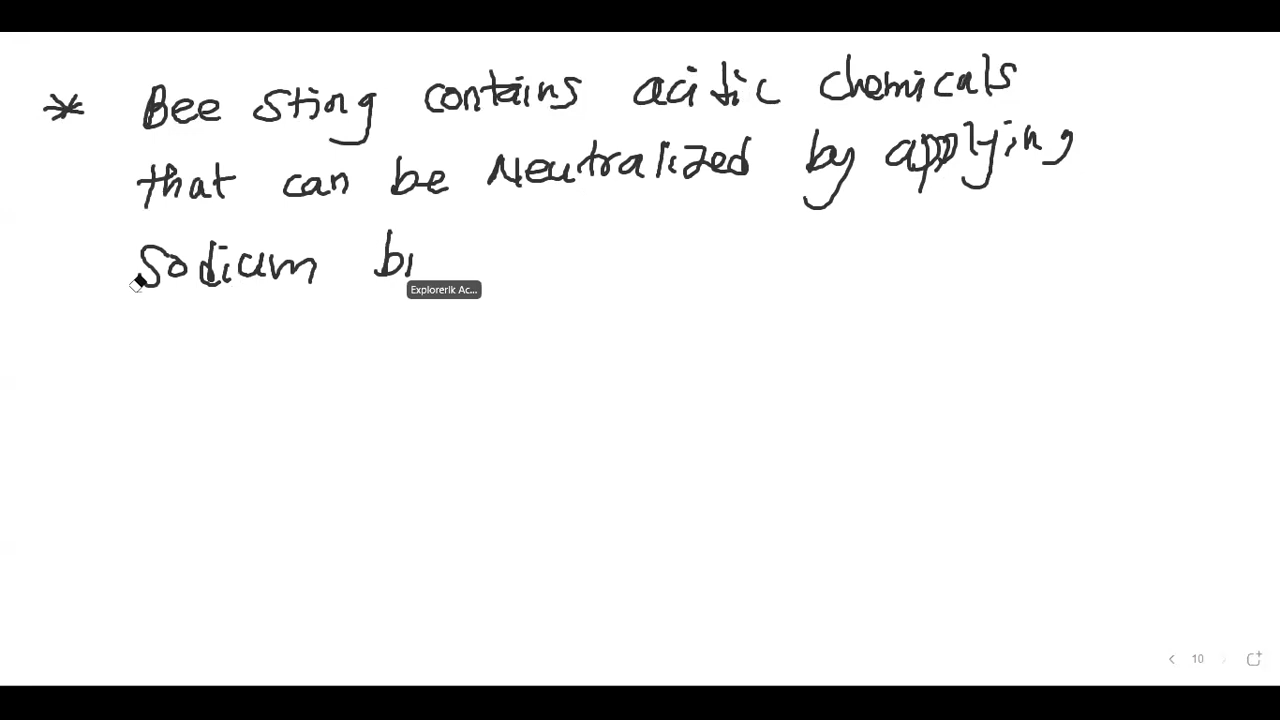 * Bee sting contains acidic chemicals
that can be Neutralized by applying
Sodium bi
Explorerik Ac...
10